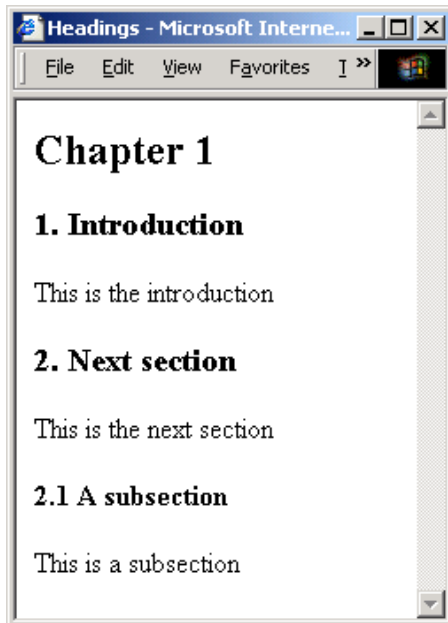 Headings - Microsoft Interne...
File Edit View Favorites T »
Chapter 1
1. Introduction
This is the introduction
2. Next section
This is the next section
2.1 A subsection
This is a subsection